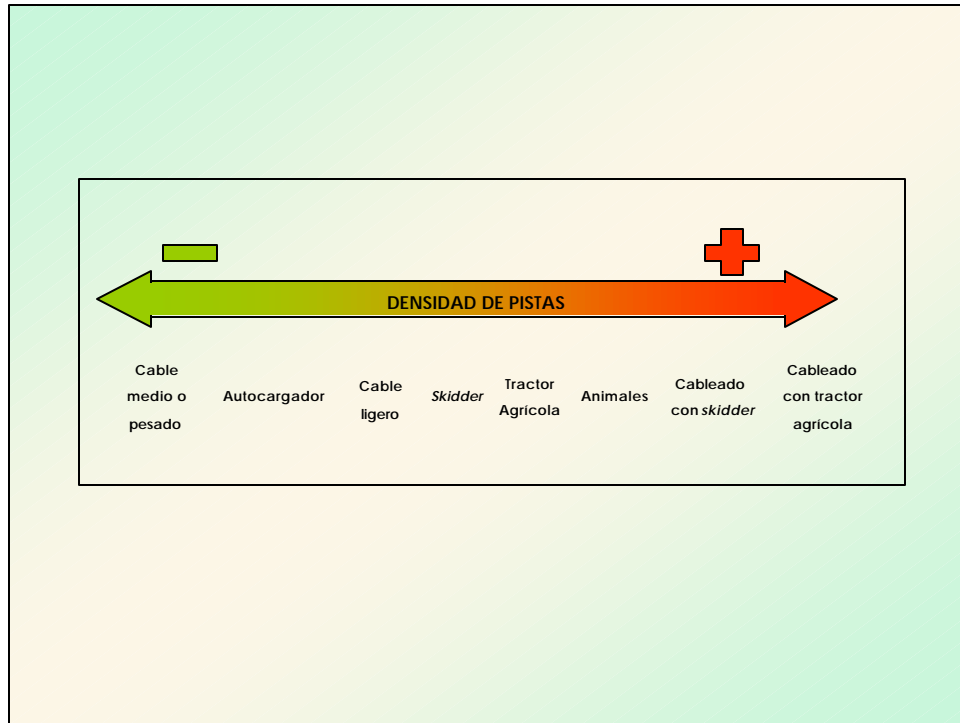 DENSIDAD DE PISTAS
Cable
medio o
pesado
Autocargador
Cable
ligero
Skidder
Tractor
Agrícola
Animales
Cableado
con skidder
Cableado
con tractor
agrícola